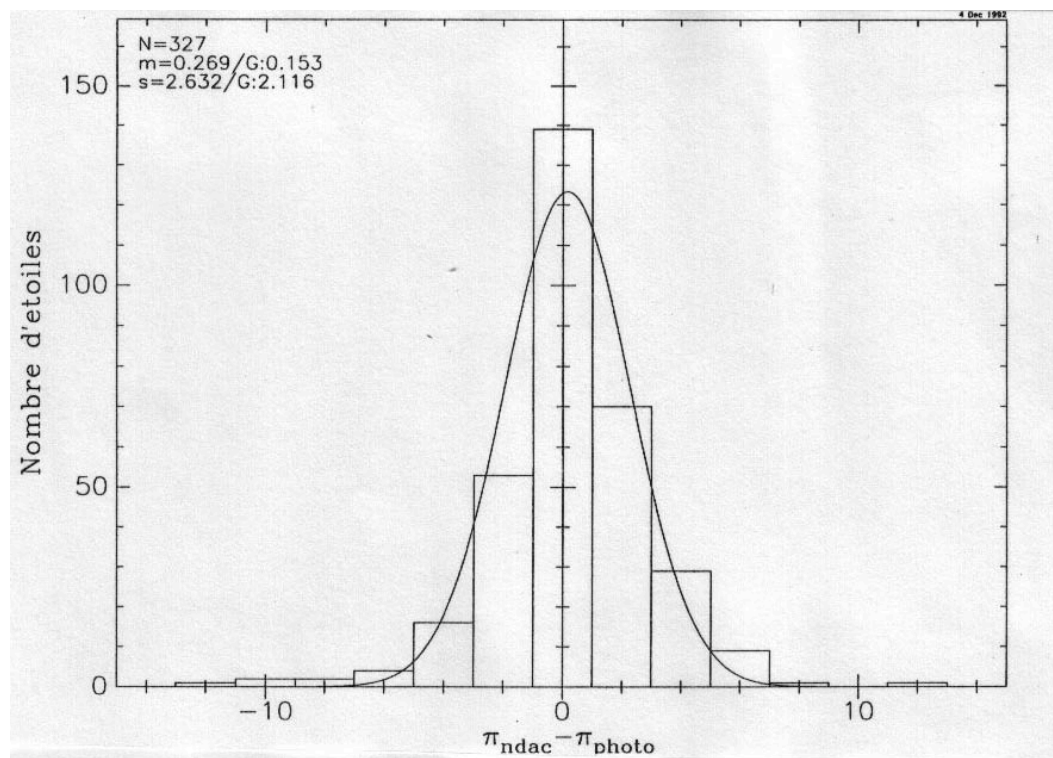 4 Dec 1992
N=327
m=0.269/G:0.153
s=2.632/G:2.116
150
100
50
0
Nombre d'etoiles
−10
0
10
π_ndac−π_photo